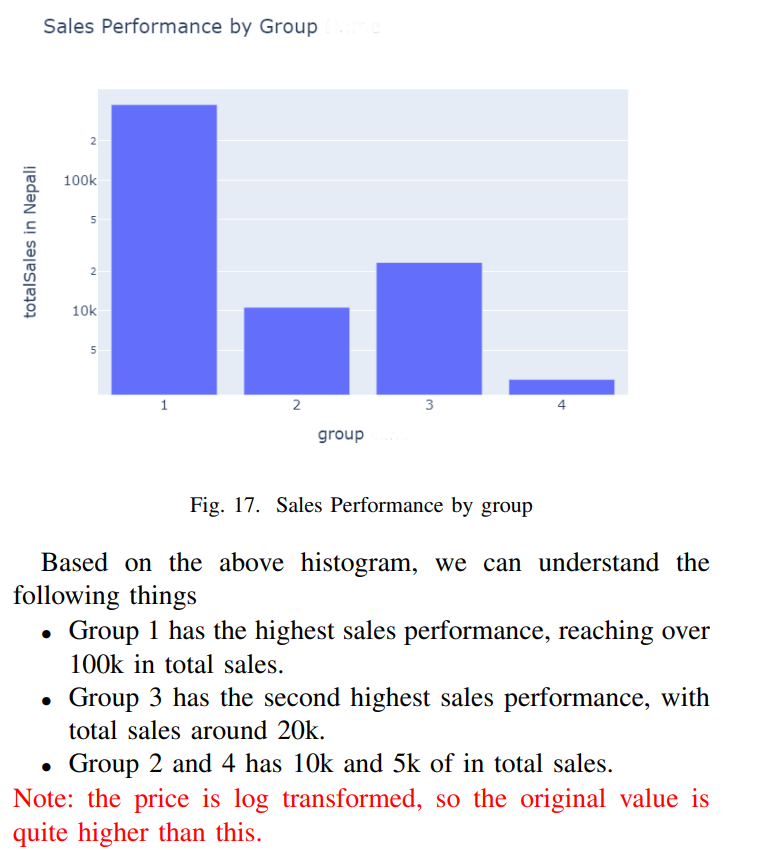 Sales Performance by Group
totalSales in Nepali
2
100k
5
2
10k
5
1 2 3 4
group
Fig. 17. Sales Performance by group
Based on the above histogram, we can understand the
following things
• Group 1 has the highest sales performance, reaching over
100k in total sales.
• Group 3 has the second highest sales performance, with
total sales around 20k.
• Group 2 and 4 has 10k and 5k of in total sales.
Note: the price is log transformed, so the original value is
quite higher than this.